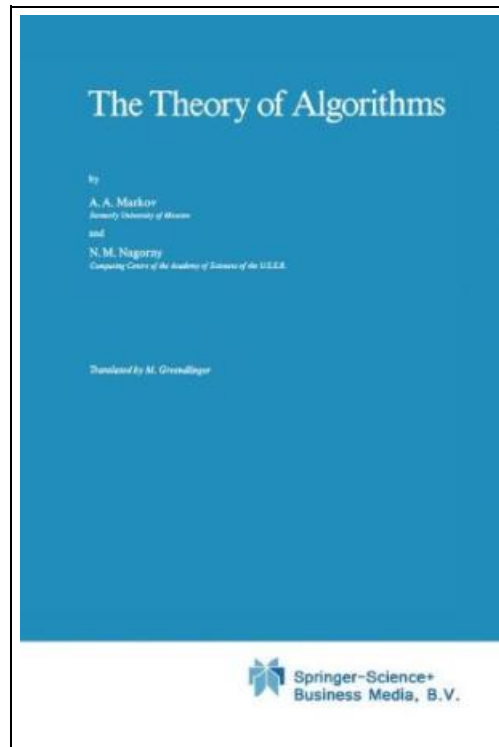 The Theory of Algorithms
by
A. A. Markov
formerly University of Moscow
and
N. M. Nagorny
Computing Centre of the Academy of Sciences of the U.S.S.R.
Translated by M. Greendlinger
Springer-Science+
Business Media, B.V.